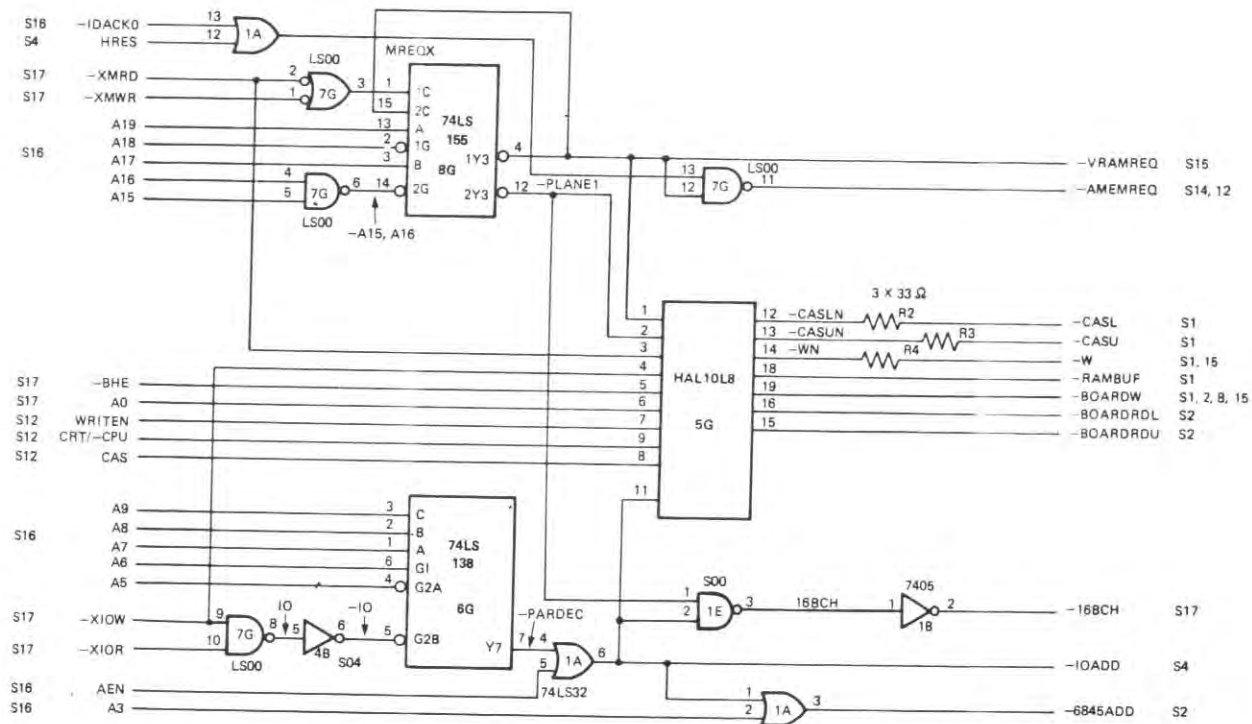 S16 -IDACK0 13
S4 HRES 12 1A
MREQX
LS00
S17 -XMRD 2 7G 3 1 1C
S17 -XMWR 1 15 2C
A19 13 A 74LS
A18 2 1G 155 1Y3 4 -VRAMREQ S15
S16 A17 3 B 8G
A16 4 7G 6 14 2G 2Y3 12 -PLANE1 13 12 7G LS00 11 -AMEMREQ S14, 12
A15 5
LS00
-A15, A16
3 X 33 Ω
1 12 -CASLN R2 -CASL S1
2 13 -CASUN R3 -CASU S1
3 14 -WN R4 -W S1, 15
4 HAL10L8 18 -RAMBUF S1
S17 -BHE 5 19 -BOARDW S1, 2, 8, 15
S17 A0 6 16 -BOARDRDL S2
S12 WRITEN 7 5G 15 -BOARDRDU S2
S12 CRT/-CPU 9
S12 CAS 8
11
A9 3 C
S16 A8 2 B 74LS
A7 1 A 138
A6 6 G1
A5 4 G2A 6G
S00 7405
1 2 1E 3 16BCH 1 1B 2 -16BCH S17
S17 -XIOW 9 7G 8 IO 5 4B 6 -IO 5 G2B
S17 -XIOR 10 LS00 S04
Y7 7 -PARDEC 4 1A 6 -IOADD S4
S16 AEN 5 74LS32
S16 A3 1 2 1A 3 -6845ADD S2